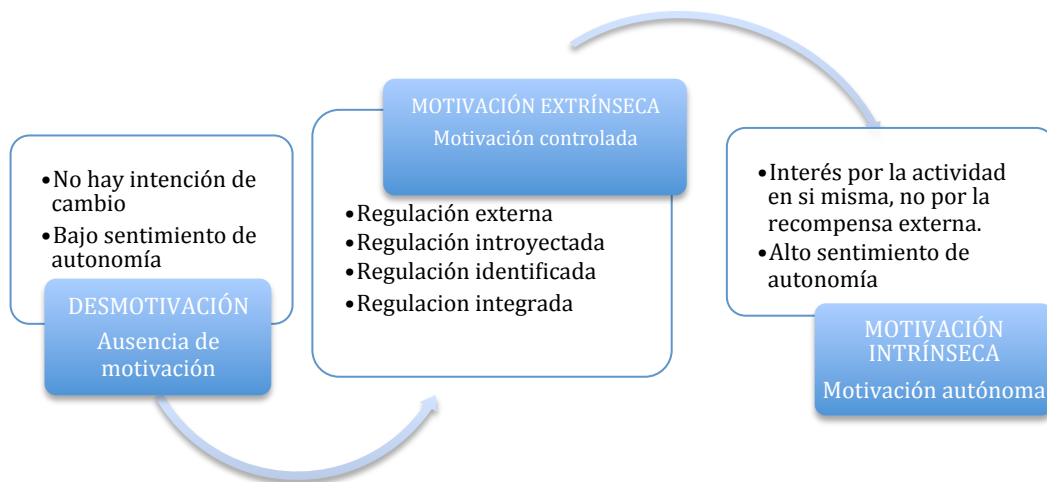 •No hay intención de
cambio
•Bajo sentimiento de
autonomía
DESMOTIVACIÓN
Ausencia de
motivación
MOTIVACIÓN EXTRÍNSECA
Motivación controlada
•Regulación externa
•Regulación introyectada
•Regulación identificada
•Regulacion integrada
•Interés por la actividad
en si misma, no por la
recompensa externa.
•Alto sentimiento de
autonomía
MOTIVACIÓN
INTRÍNSECA
Motivación autónoma